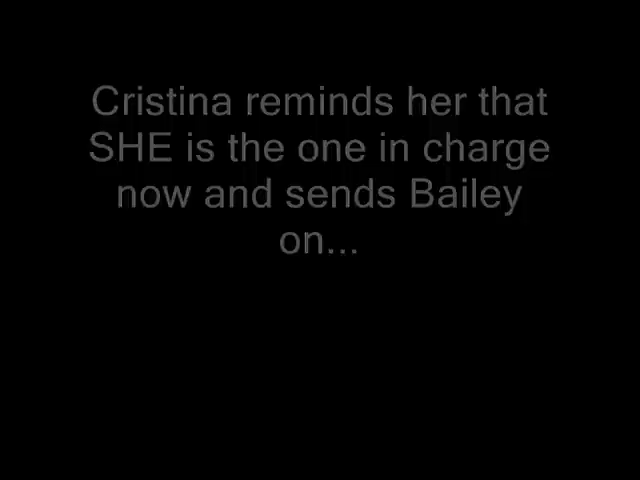 Cristina reminds her that
SHE is the one in charge
now and sends Bailey
on...